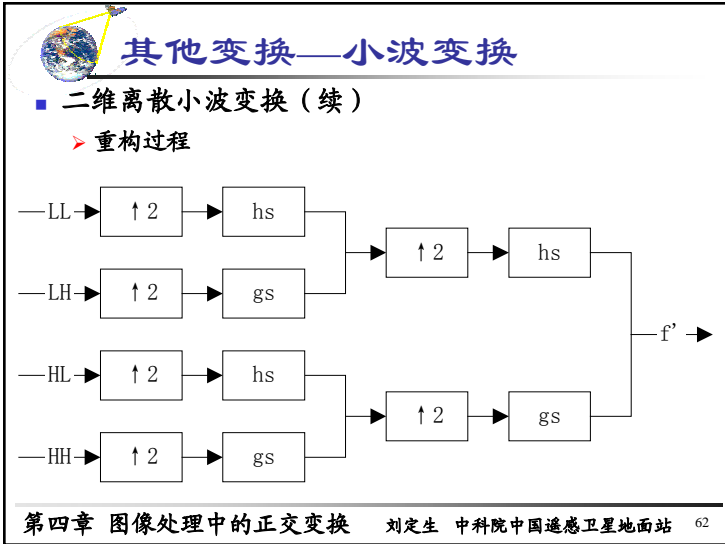 其他变换—小波变换
二维离散小波变换（续）
重构过程
LL ↑2 hs
↑2 hs
LH ↑2 gs
f'
HL ↑2 hs
↑2 gs
HH ↑2 gs
第四章 图像处理中的正交变换 刘定生 中科院中国遥感卫星地面站 62